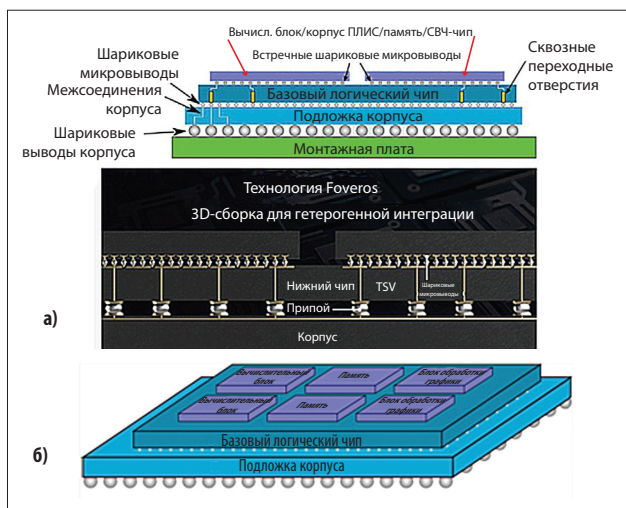 Вычисл. блок/корпус ПЛИС/память/СВЧ-чип
Шариковые
микровыводы
Встречные шариковые микровыводы
Сквозные
переходные
отверстия
Межсоединения
корпуса
Базовый логический чип
Подложка корпуса
Шариковые
выводы корпуса
Монтажная плата
Технология Foveros
3D-сборка для гетерогенной интеграции
Нижний чип
TSV
Шариковые
микровыводы
Припой
Корпус
а)
Вычислительный
блок
Память
Блок обработки
графики
Вычислительный
блок
Память
Блок обработки
графики
Базовый логический чип
Подложка корпуса
б)